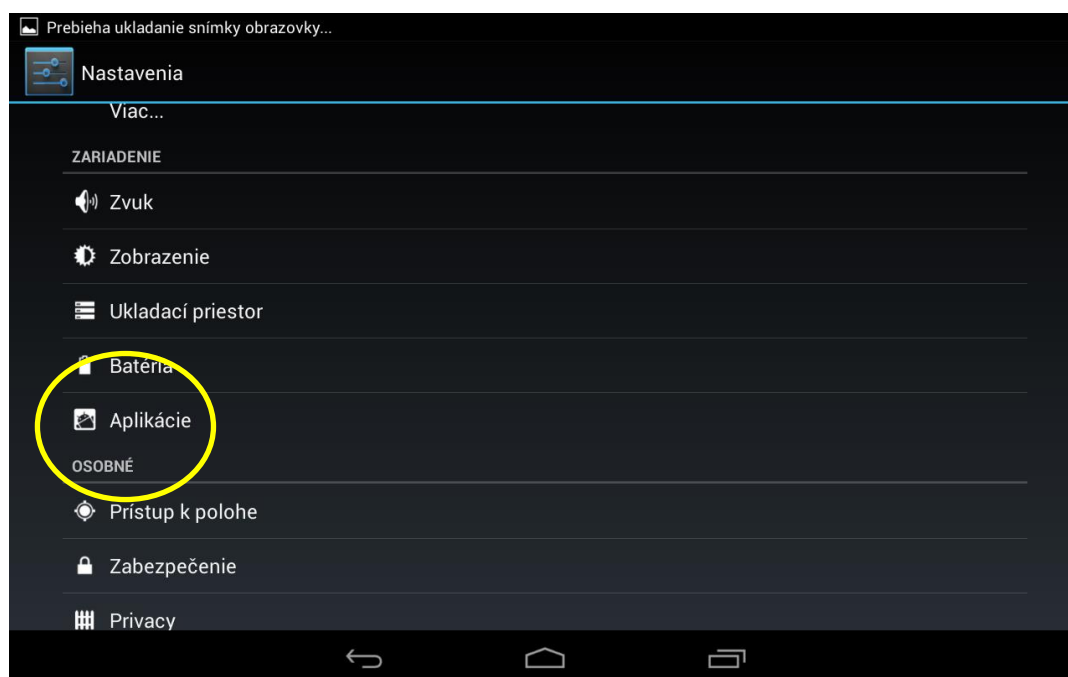 Prebieha ukladanie snímky obrazovky...
Nastavenia
Viac...
ZARIADENIE
Zvuk
Zobrazenie
Ukladací priestor
Batéria
Aplikácie
OSOBNÉ
Prístup k polohe
Zabezpečenie
Privacy